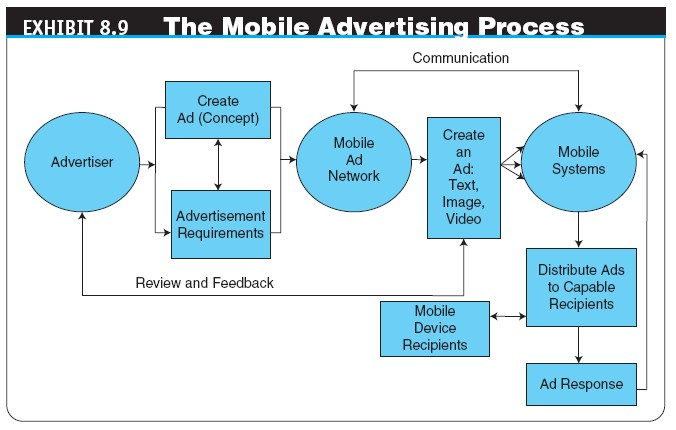 EXHIBIT 8.9 The Mobile Advertising Process
Communication
Create
Ad (Concept)
Advertiser
Advertisement
Requirements
Mobile
Ad
Network
Create
an
Ad:
Text,
Image,
Video
Mobile
Systems
Review and Feedback
Distribute Ads
to Capable
Recipients
Mobile
Device
Recipients
Ad Response